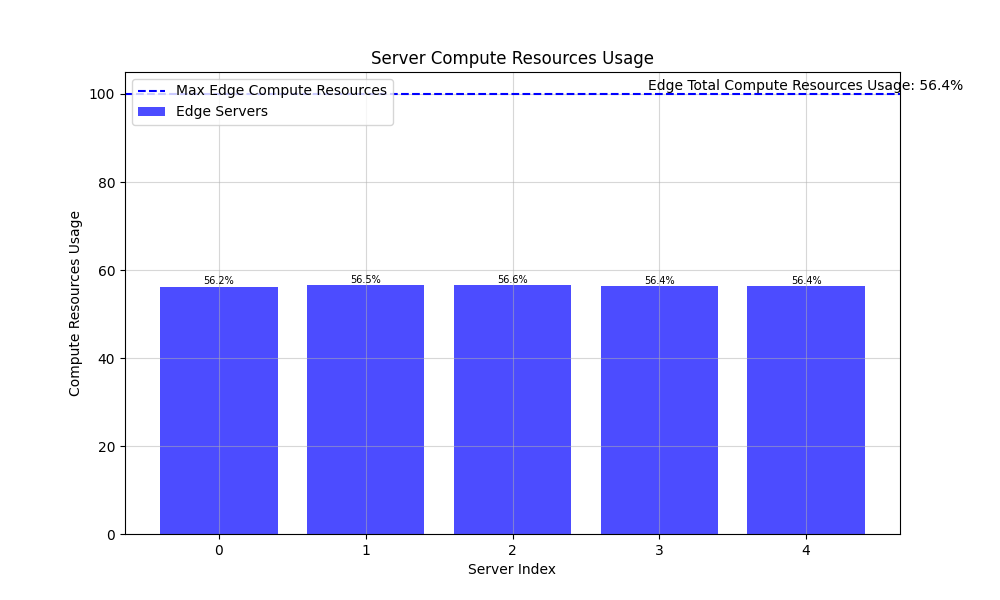 Server Compute Resources Usage
Max Edge Compute Resources
Edge Servers
Edge Total Compute Resources Usage: 56.4%
Compute Resources Usage
100
80
60
40
20
0
56.2%
56.5%
56.6%
56.4%
56.4%
0
1
2
3
4
Server Index